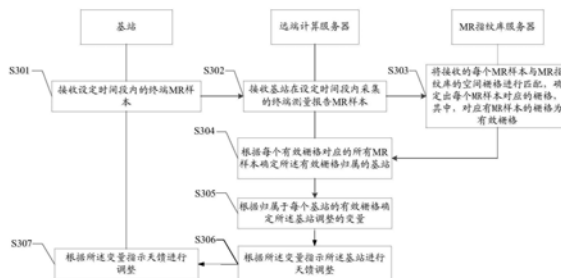 基站
远端计算服务器
MR指纹库服务器
S301
接收设定时间段内的终端MR样
本
S302
接收基站在设定时间段内采集
的终端测量报告MR样本
S303
将接收的每个MR样本与MR指
纹库的空间栅格进行匹配，确
定出每个MR样本对应的栅格，
其中，对应有MR样本的栅格为
有效栅格
S304
根据每个有效栅格对应的所有MR
样本确定所述有效栅格归属的基站
S305
根据归属于每个基站的有效栅格确
定所述基站调整的变量
S306
根据所述变量指示所述基站进行
天馈调整
S307
根据所述变量指示天馈进行
调整